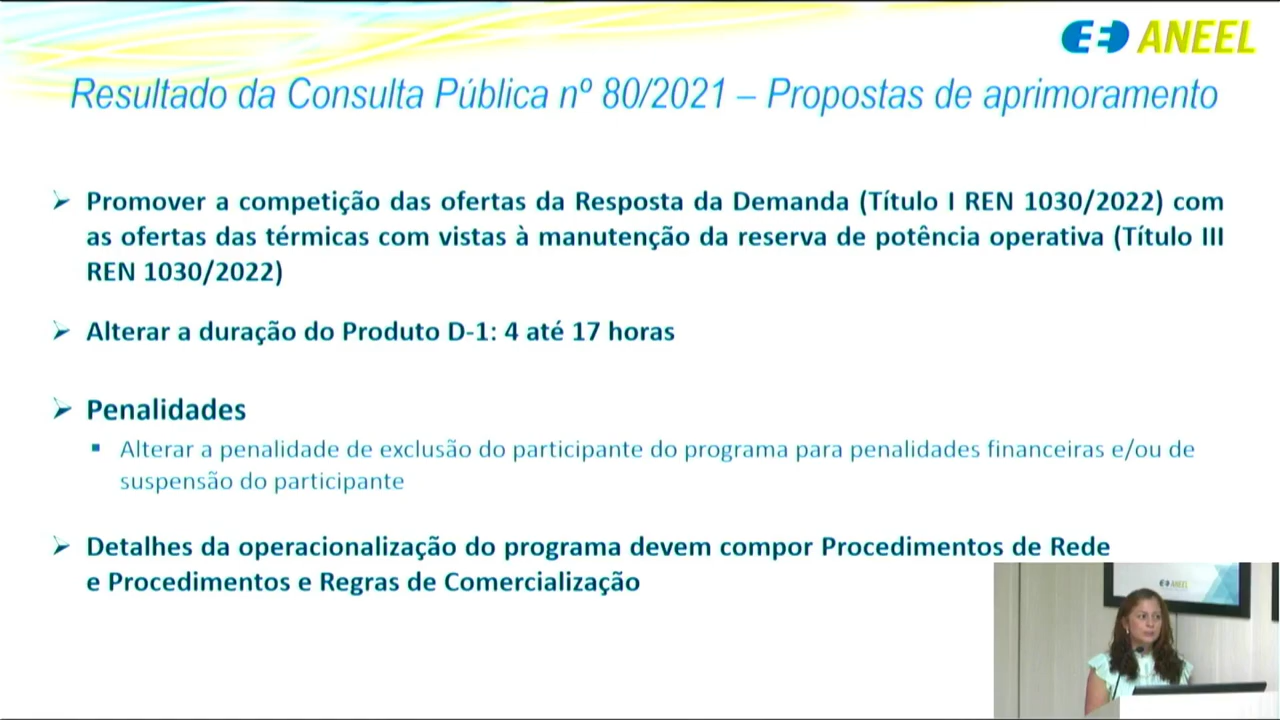 ANEEL
Resultado da Consulta Pública nº 80/2021 – Propostas de aprimoramento
Promover a competição das ofertas da Resposta da Demanda (Título I REN 1030/2022) com
as ofertas das térmicas com vistas à manutenção da reserva de potência operativa (Título III
REN 1030/2022)
Alterar a duração do Produto D-1: 4 até 17 horas
Penalidades
Alterar a penalidade de exclusão do participante do programa para penalidades financeiras e/ou de
suspensão do participante
Detalhes da operacionalização do programa devem compor Procedimentos de Rede
e Procedimentos e Regras de Comercialização
ANEEL